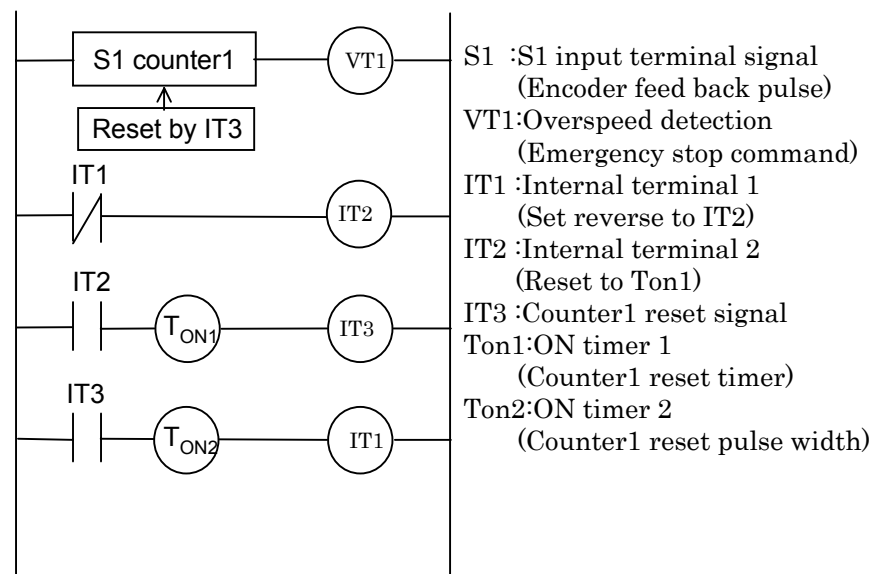 S1 counter1
VT1
Reset by IT3
IT1
IT2
IT2
TON1
IT3
IT3
TON2
IT1
S1 :S1 input terminal signal
(Encoder feed back pulse)
VT1:Overspeed detection
(Emergency stop command)
IT1 :Internal terminal 1
(Set reverse to IT2)
IT2 :Internal terminal 2
(Reset to Ton1)
IT3 :Counter1 reset signal
Ton1:ON timer 1
(Counter1 reset timer)
Ton2:ON timer 2
(Counter1 reset pulse width)